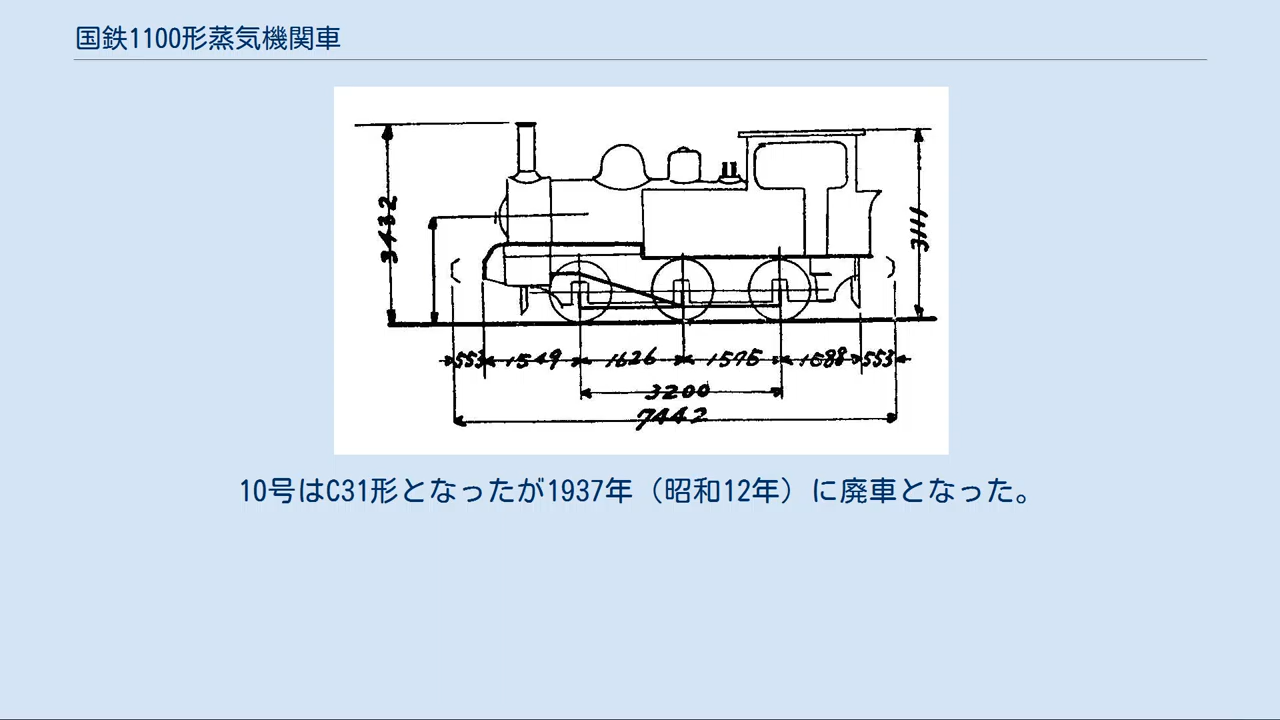 国鉄1100形蒸気機関車
3432
3111
553 1549 1626 1575 1588 553
3200
7442
10号はC31形となったが1937年（昭和12年）に廃車となった。